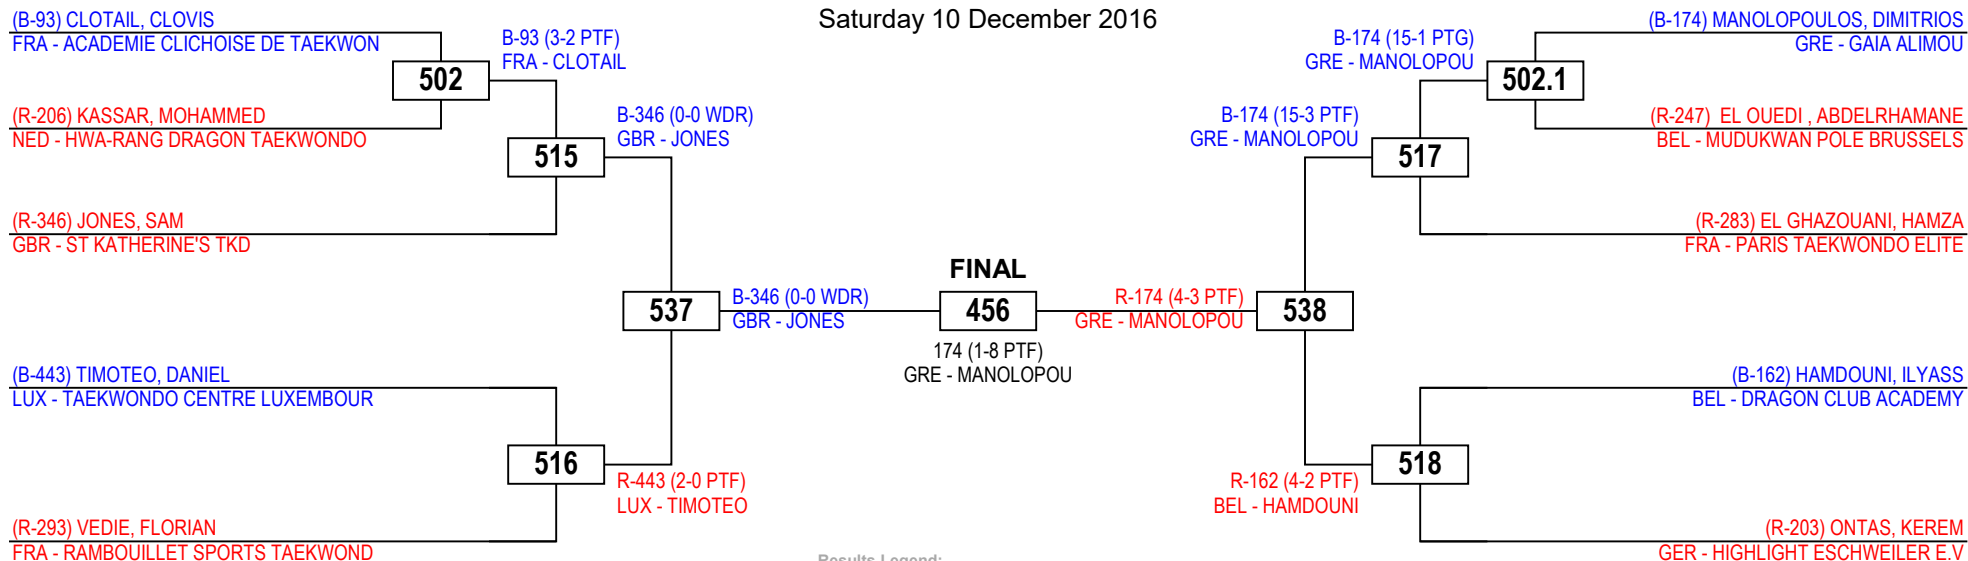 Saturday 10 December 2016
(B-93) CLOTAIL, CLOVIS
FRA - ACADEMIE CLICHOISE DE TAEKWON
B-93 (3-2 PTF)
FRA - CLOTAIL
502
(R-206) KASSAR, MOHAMMED
NED - HWA-RANG DRAGON TAEKWONDO
B-346 (0-0 WDR)
GBR - JONES
515
(R-346) JONES, SAM
GBR - ST KATHERINE'S TKD
537
B-346 (0-0 WDR)
GBR - JONES
(B-443) TIMOTEO, DANIEL
LUX - TAEKWONDO CENTRE LUXEMBOUR
516
R-443 (2-0 PTF)
LUX - TIMOTEO
(R-293) VEDIE, FLORIAN
FRA - RAMBOUILLET SPORTS TAEKWOND
FINAL
456
174 (1-8 PTF)
GRE - MANOLOPOU
(B-174) MANOLOPOULOS, DIMITRIOS
GRE - GAIA ALIMOU
B-174 (15-1 PTG)
GRE - MANOLOPOU
502.1
(R-247) EL OUEDI , ABDELRHAMANE
BEL - MUDUKWAN POLE BRUSSELS
B-174 (15-3 PTF)
GRE - MANOLOPOU
517
(R-283) EL GHAZOUANI, HAMZA
FRA - PARIS TAEKWONDO ELITE
R-174 (4-3 PTF)
GRE - MANOLOPOU
538
(B-162) HAMDOUNI, ILYASS
BEL - DRAGON CLUB ACADEMY
518
R-162 (4-2 PTF)
BEL - HAMDOUNI
(R-203) ONTAS, KEREM
GER - HIGHLIGHT ESCHWEILER E.V
Results Legend: